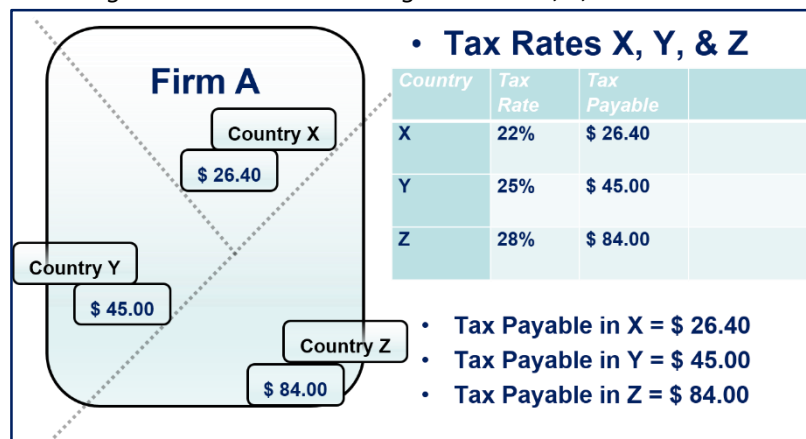 Firm A
Country X
$ 26.40
Country Y
$ 45.00
Country Z
$ 84.00
• Tax Rates X, Y, & Z
Country Tax Rate Tax Payable
X 22% $ 26.40
Y 25% $ 45.00
Z 28% $ 84.00
• Tax Payable in X = $ 26.40
• Tax Payable in Y = $ 45.00
• Tax Payable in Z = $ 84.00